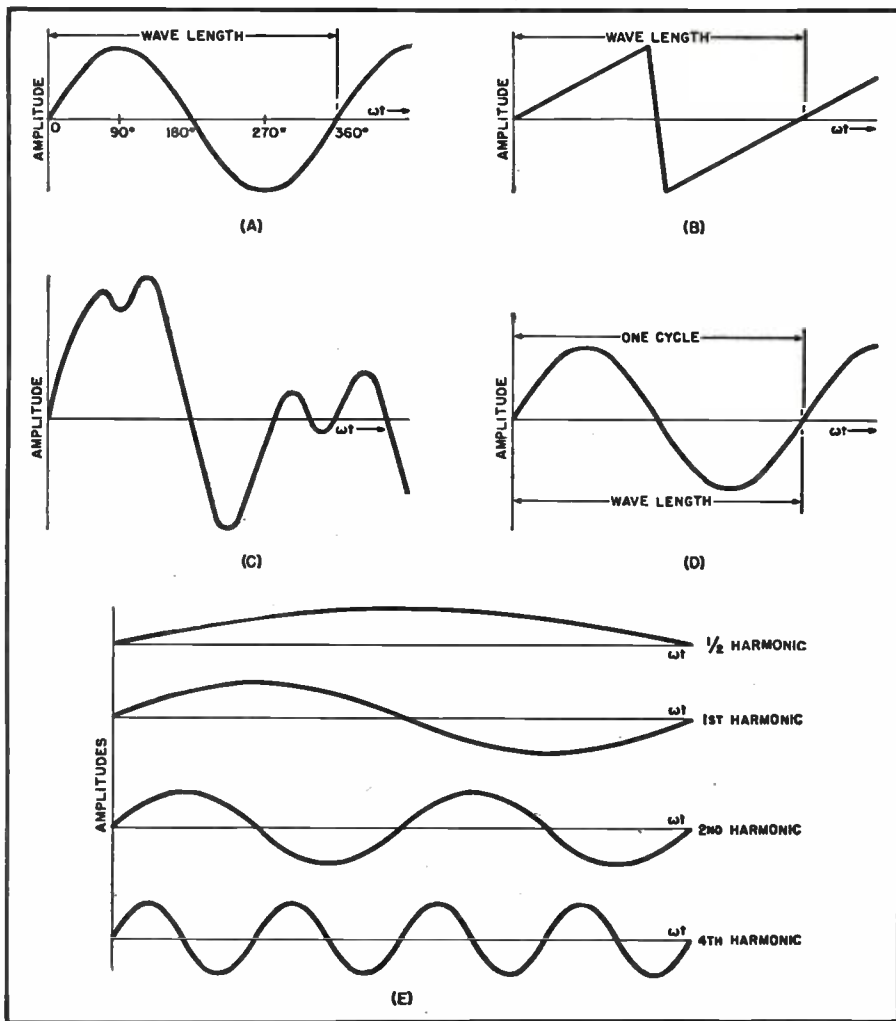 WAVE LENGTH
AMPLITUDE
0 90° 180° 270° 360° ωt
(A)
WAVE LENGTH
AMPLITUDE
ωt
(B)
AMPLITUDE
ωt
(C)
ONE CYCLE
AMPLITUDE
ωt
WAVE LENGTH
(D)
AMPLITUDES
ωt
1/2 HARMONIC
ωt
1ST HARMONIC
ωt
2ND HARMONIC
ωt
4TH HARMONIC
(E)